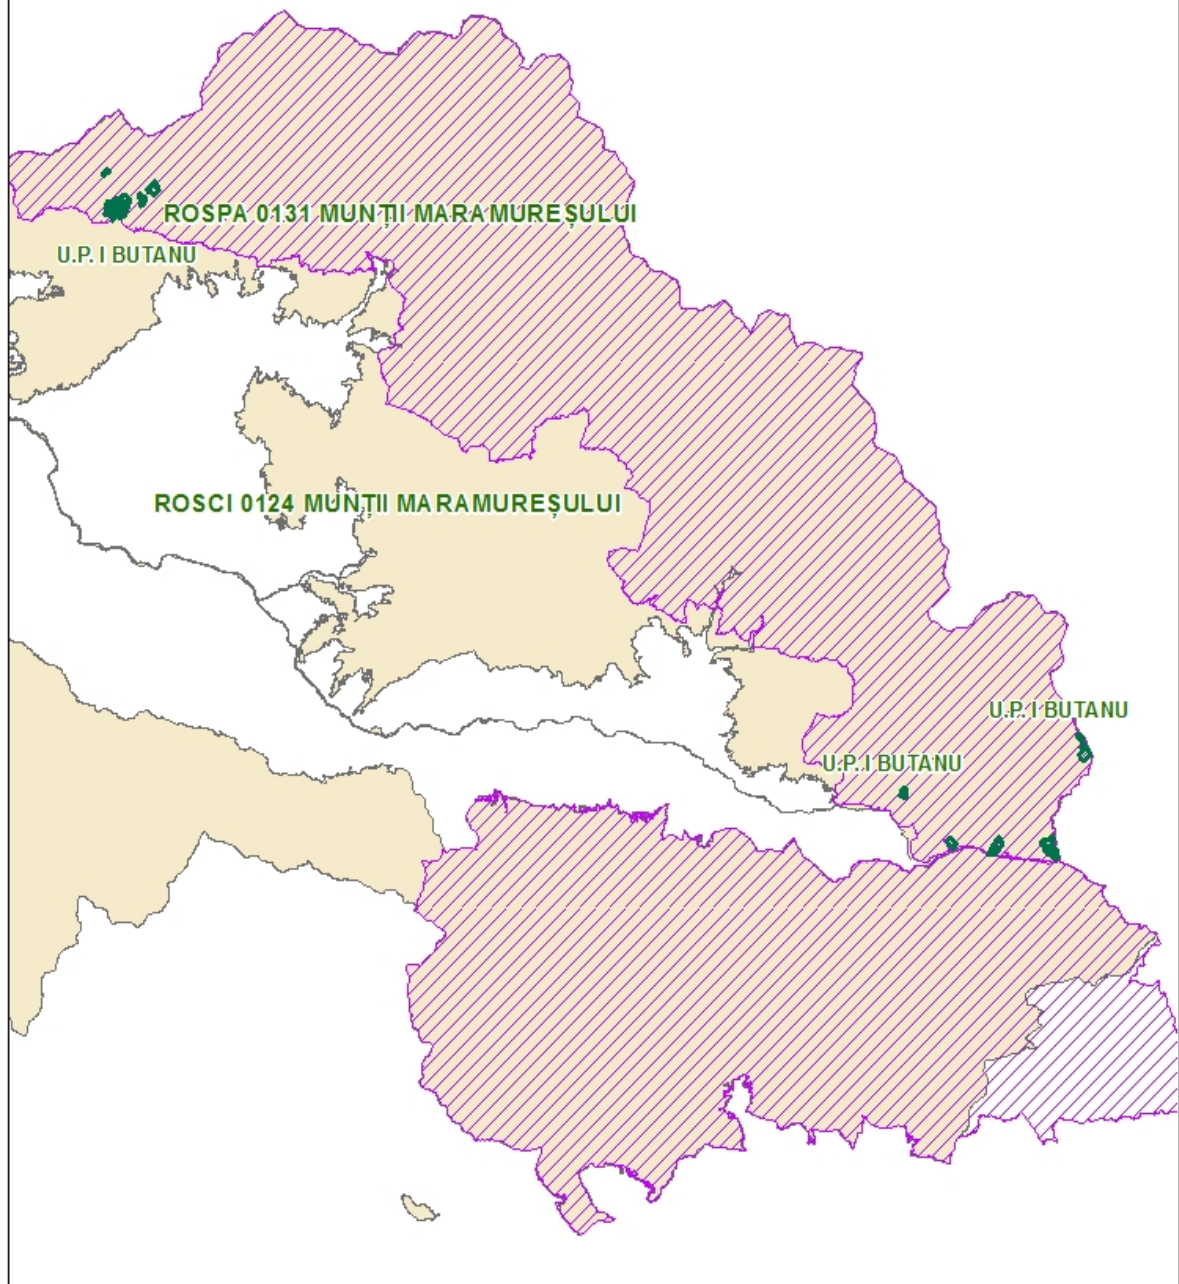 ROSPA 0131 MUNȚII MARAMUREȘULUI
U.P. I BUTANU
ROSCI 0124 MUNȚII MARAMUREȘULUI
U.P. I BUTANU
U.P. I BUTANU